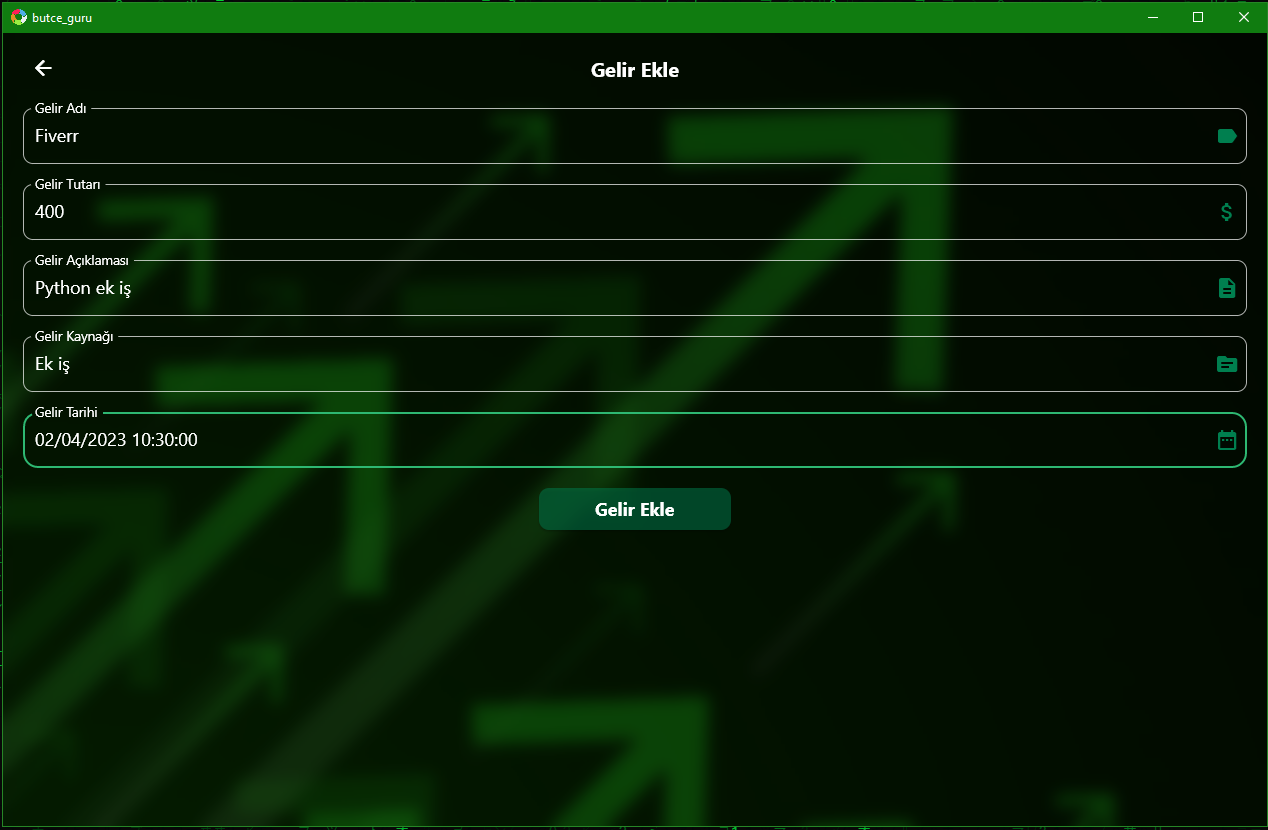 butce_guru
Gelir Ekle
Gelir Adı
Fiverr
Gelir Tutarı
400
Gelir Açıklaması
Python ek iş
Gelir Kaynağı
Ek iş
Gelir Tarihi
02/04/2023 10:30:00
Gelir Ekle